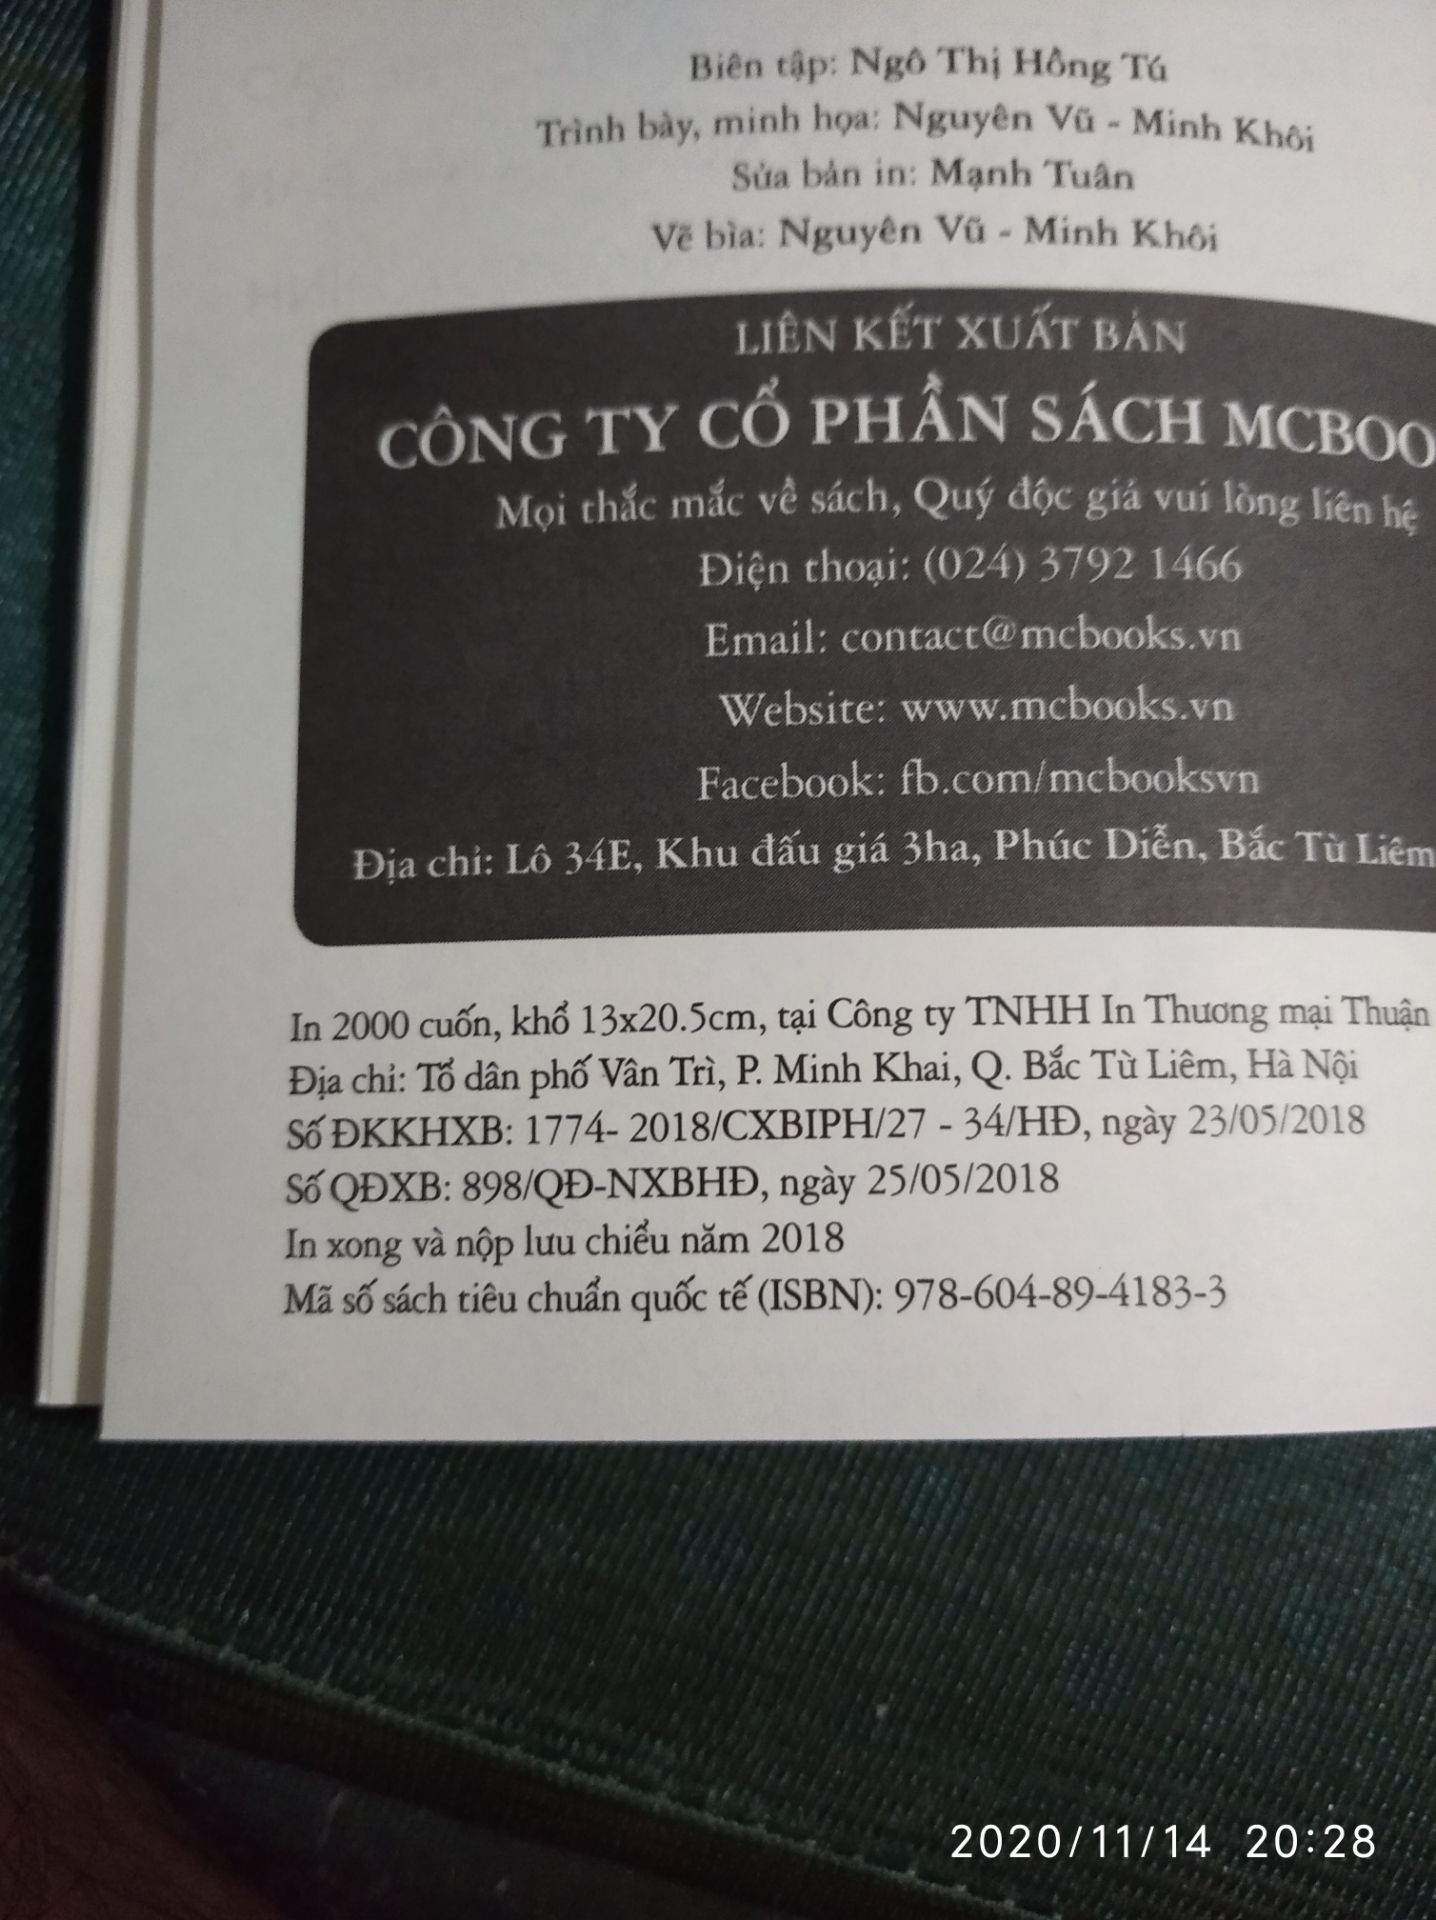 Biên tập: Ngô Thị Hồng Tú
Trình bày, minh họa: Nguyên Vũ - Minh Khôi
Sửa bản in: Mạnh Tuân
Vẽ bìa: Nguyên Vũ - Minh Khôi
LIÊN KẾT XUẤT BẢN
CÔNG TY CỔ PHẦN SÁCH MCBOO
Mọi thắc mắc về sách, Quý độc giả vui lòng liên hệ
Điện thoại: (024) 3792 1466
Email: contact@mcbooks.vn
Website: www.mcbooks.vn
Facebook: fb.com/mcbooksvn
Địa chỉ: Lô 34E, Khu đấu giá 3ha, Phúc Diễn, Bắc Từ Liêm
In 2000 cuốn, khổ 13x20.5cm, tại Công ty TNHH In Thương mại Thuận
Địa chỉ: Tổ dân phố Vân Trì, P. Minh Khai, Q. Bắc Từ Liêm, Hà Nội
Số ĐKKHXB: 1774- 2018/CXBIPH/27 - 34/HĐ, ngày 23/05/2018
Số QĐXB: 898/QĐ-NXBHĐ, ngày 25/05/2018
In xong và nộp lưu chiểu năm 2018
Mã số sách tiêu chuẩn quốc tế (ISBN): 978-604-89-4183-3
2020/11/14 20:28